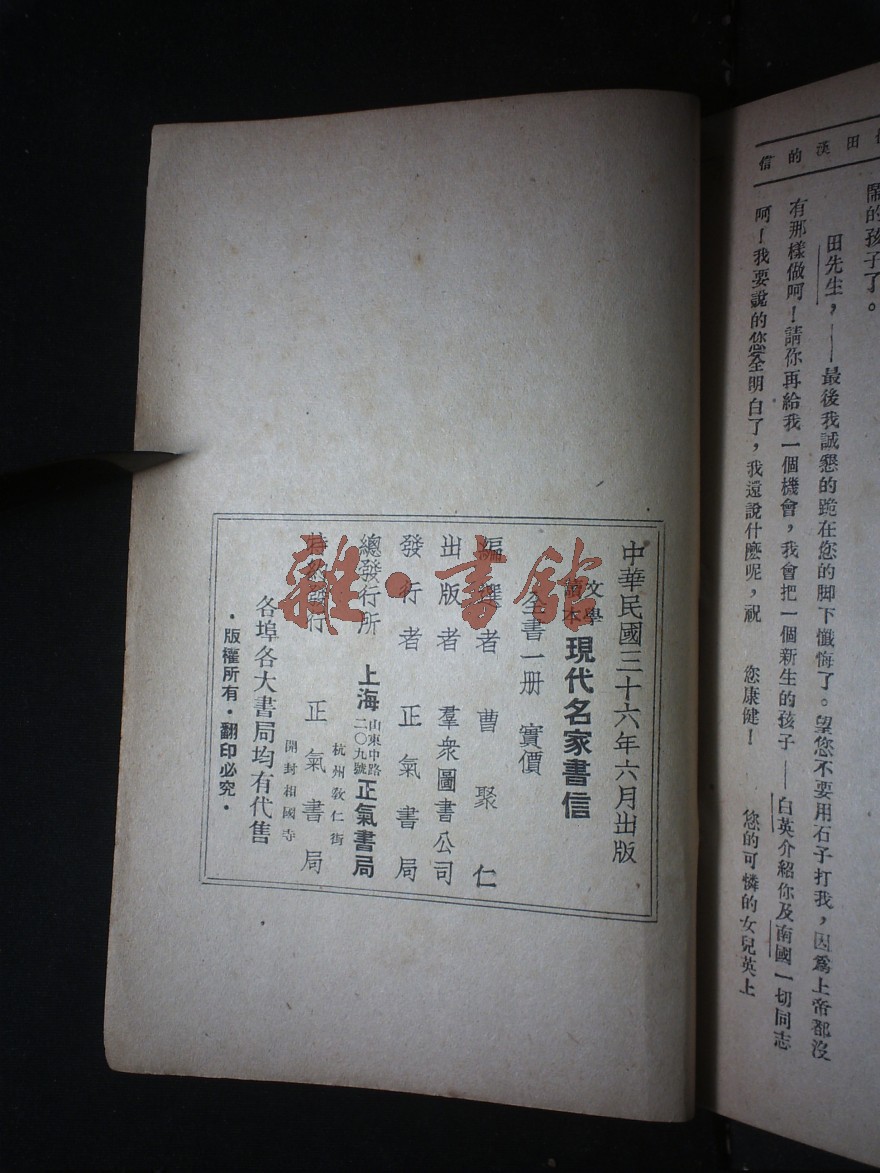 田漢的信
鬧的孩子了。
田先生，——最後我誠懇的跪在您的脚下懺悔了。望您不要用石子打我，因爲上帝都沒
有那樣做呵！請你再給我一個機會，我會把一個新生的孩子——白英介紹你及南國一切同志
呵！我要說的您全明白了，我還說什麽呢，祝 您康健！
您的可憐的女兒英上
中華民國三十六年六月出版
文學讀本 現代名家書信
全書一册 實價
編選者 曹聚仁
出版者 羣衆圖書公司
發行者 正氣書局
總發行所 上海山東中路二〇九號正氣書局
特約發行 杭州教仁街 開封相國寺 正氣書局
各埠各大書局均有代售
·版權所有·翻印必究·
雜·書館